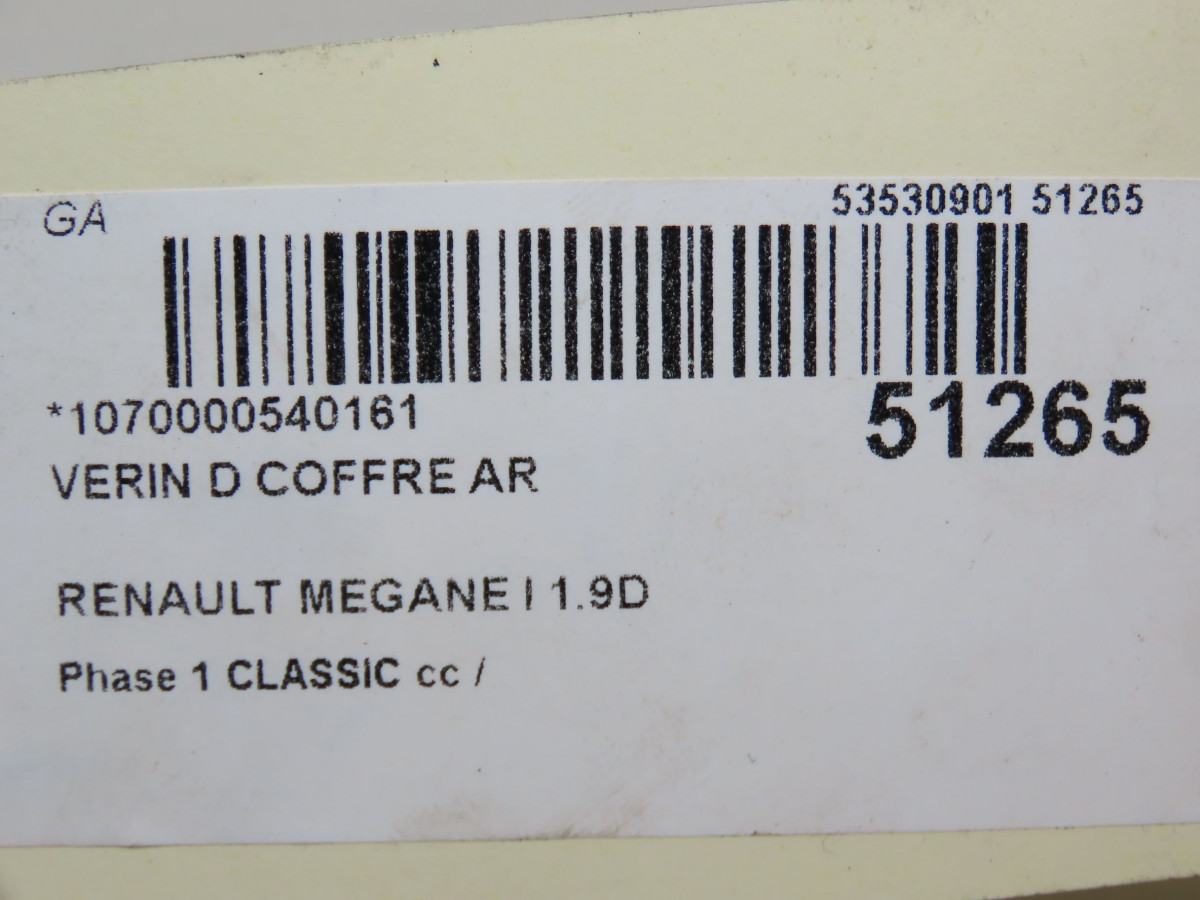 GA
53530901 51265
*1070000540161
51265
VERIN D COFFRE AR
RENAULT MEGANE I 1.9D
Phase 1 CLASSIC cc /